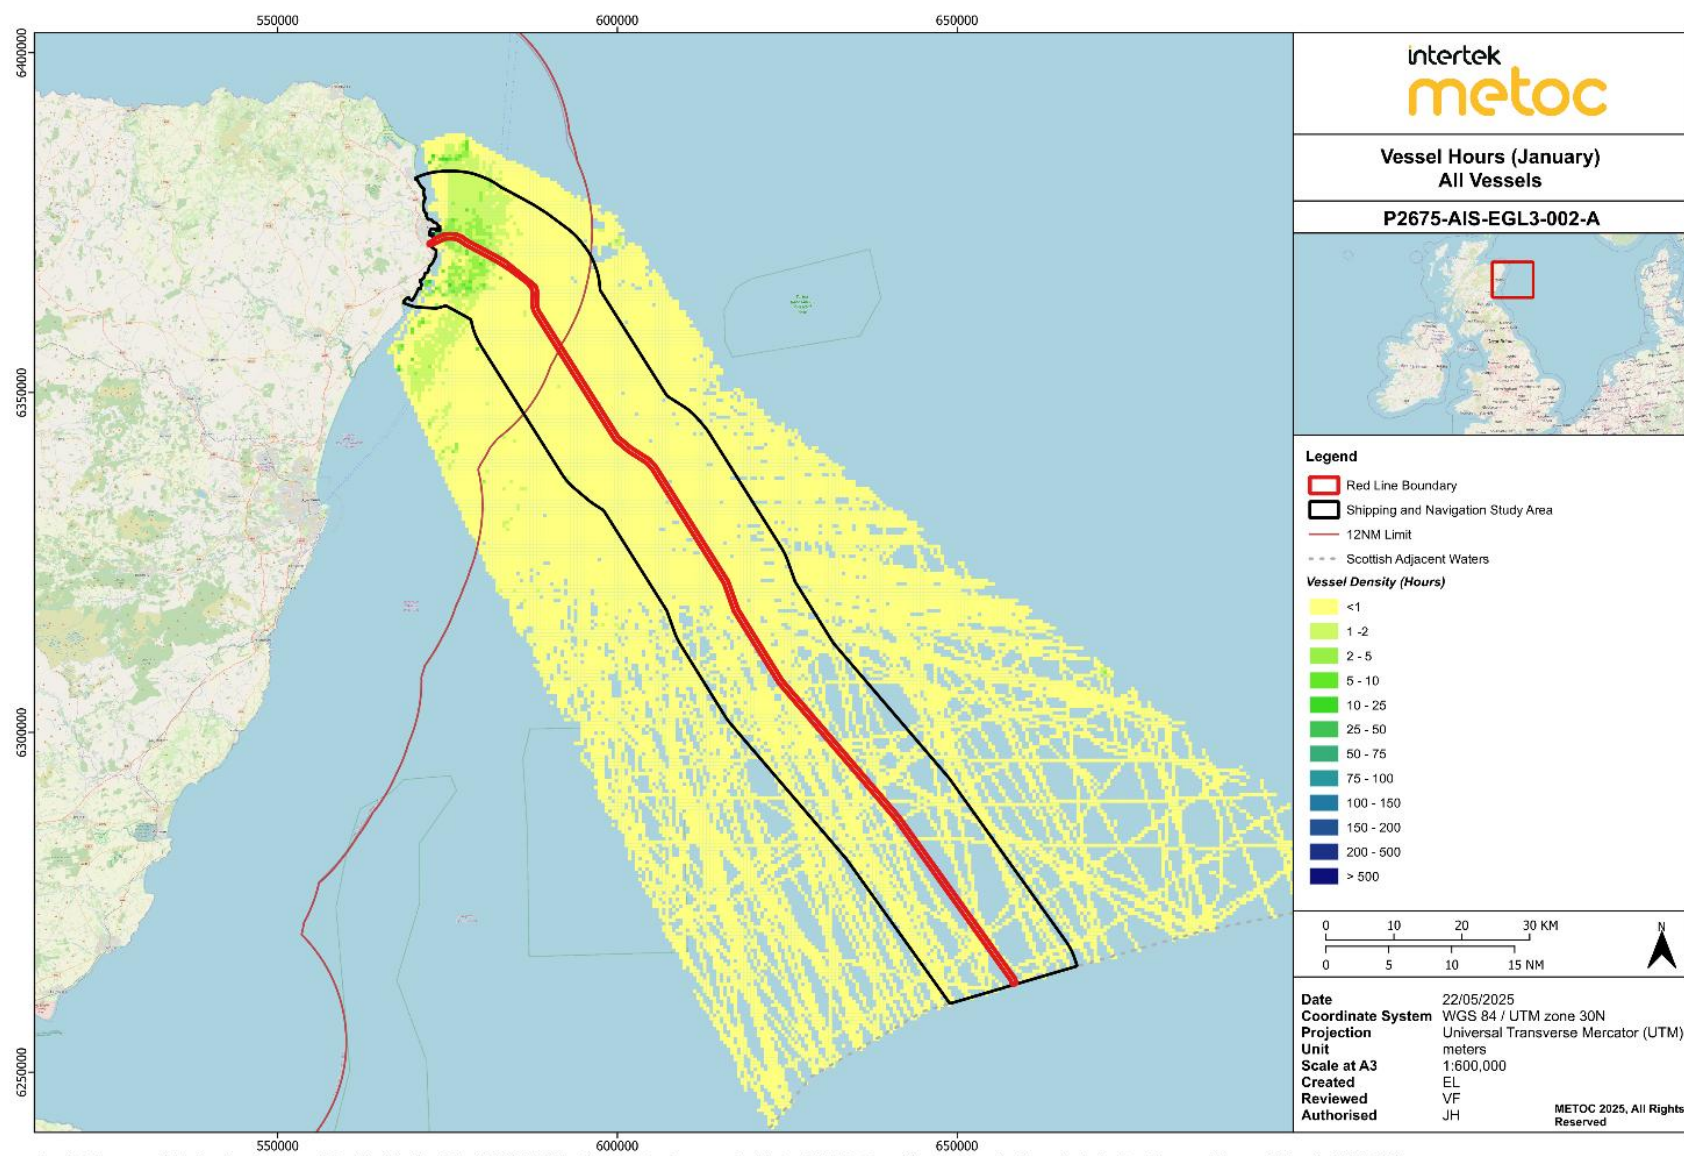 550000
600000
650000
6400000
6350000
6300000
6250000
550000
600000
650000
intertek
metoc
Vessel Hours (January)
All Vessels
P2675-AIS-EGL3-002-A
Legend
Red Line Boundary
Shipping and Navigation Study Area
12NM Limit
Scottish Adjacent Waters
Vessel Density (Hours)
<1
1 -2
2 - 5
5 - 10
10 - 25
25 - 50
50 - 75
75 - 100
100 - 150
150 - 200
200 - 500
> 500
0 10 20 30 KM
0 5 10 15 NM
N
Date 22/05/2025
Coordinate System WGS 84 / UTM zone 30N
Projection Universal Transverse Mercator (UTM)
Unit meters
Scale at A3 1:600,000
Created EL
Reviewed VF
Authorised JH
METOC 2025, All Rights
Reserved